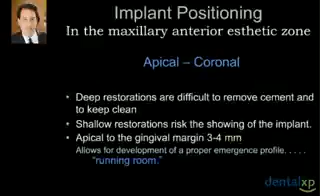 Implant Positioning
In the maxillary anterior esthetic zone
Apical – Coronal
• Deep restorations are difficult to remove cement and
to keep clean
• Shallow restorations risk the showing of the implant.
• Apical to the gingival margin 3-4 mm
Allows for development of a proper emergence profile. . . . .
“running room.”
dentalxp